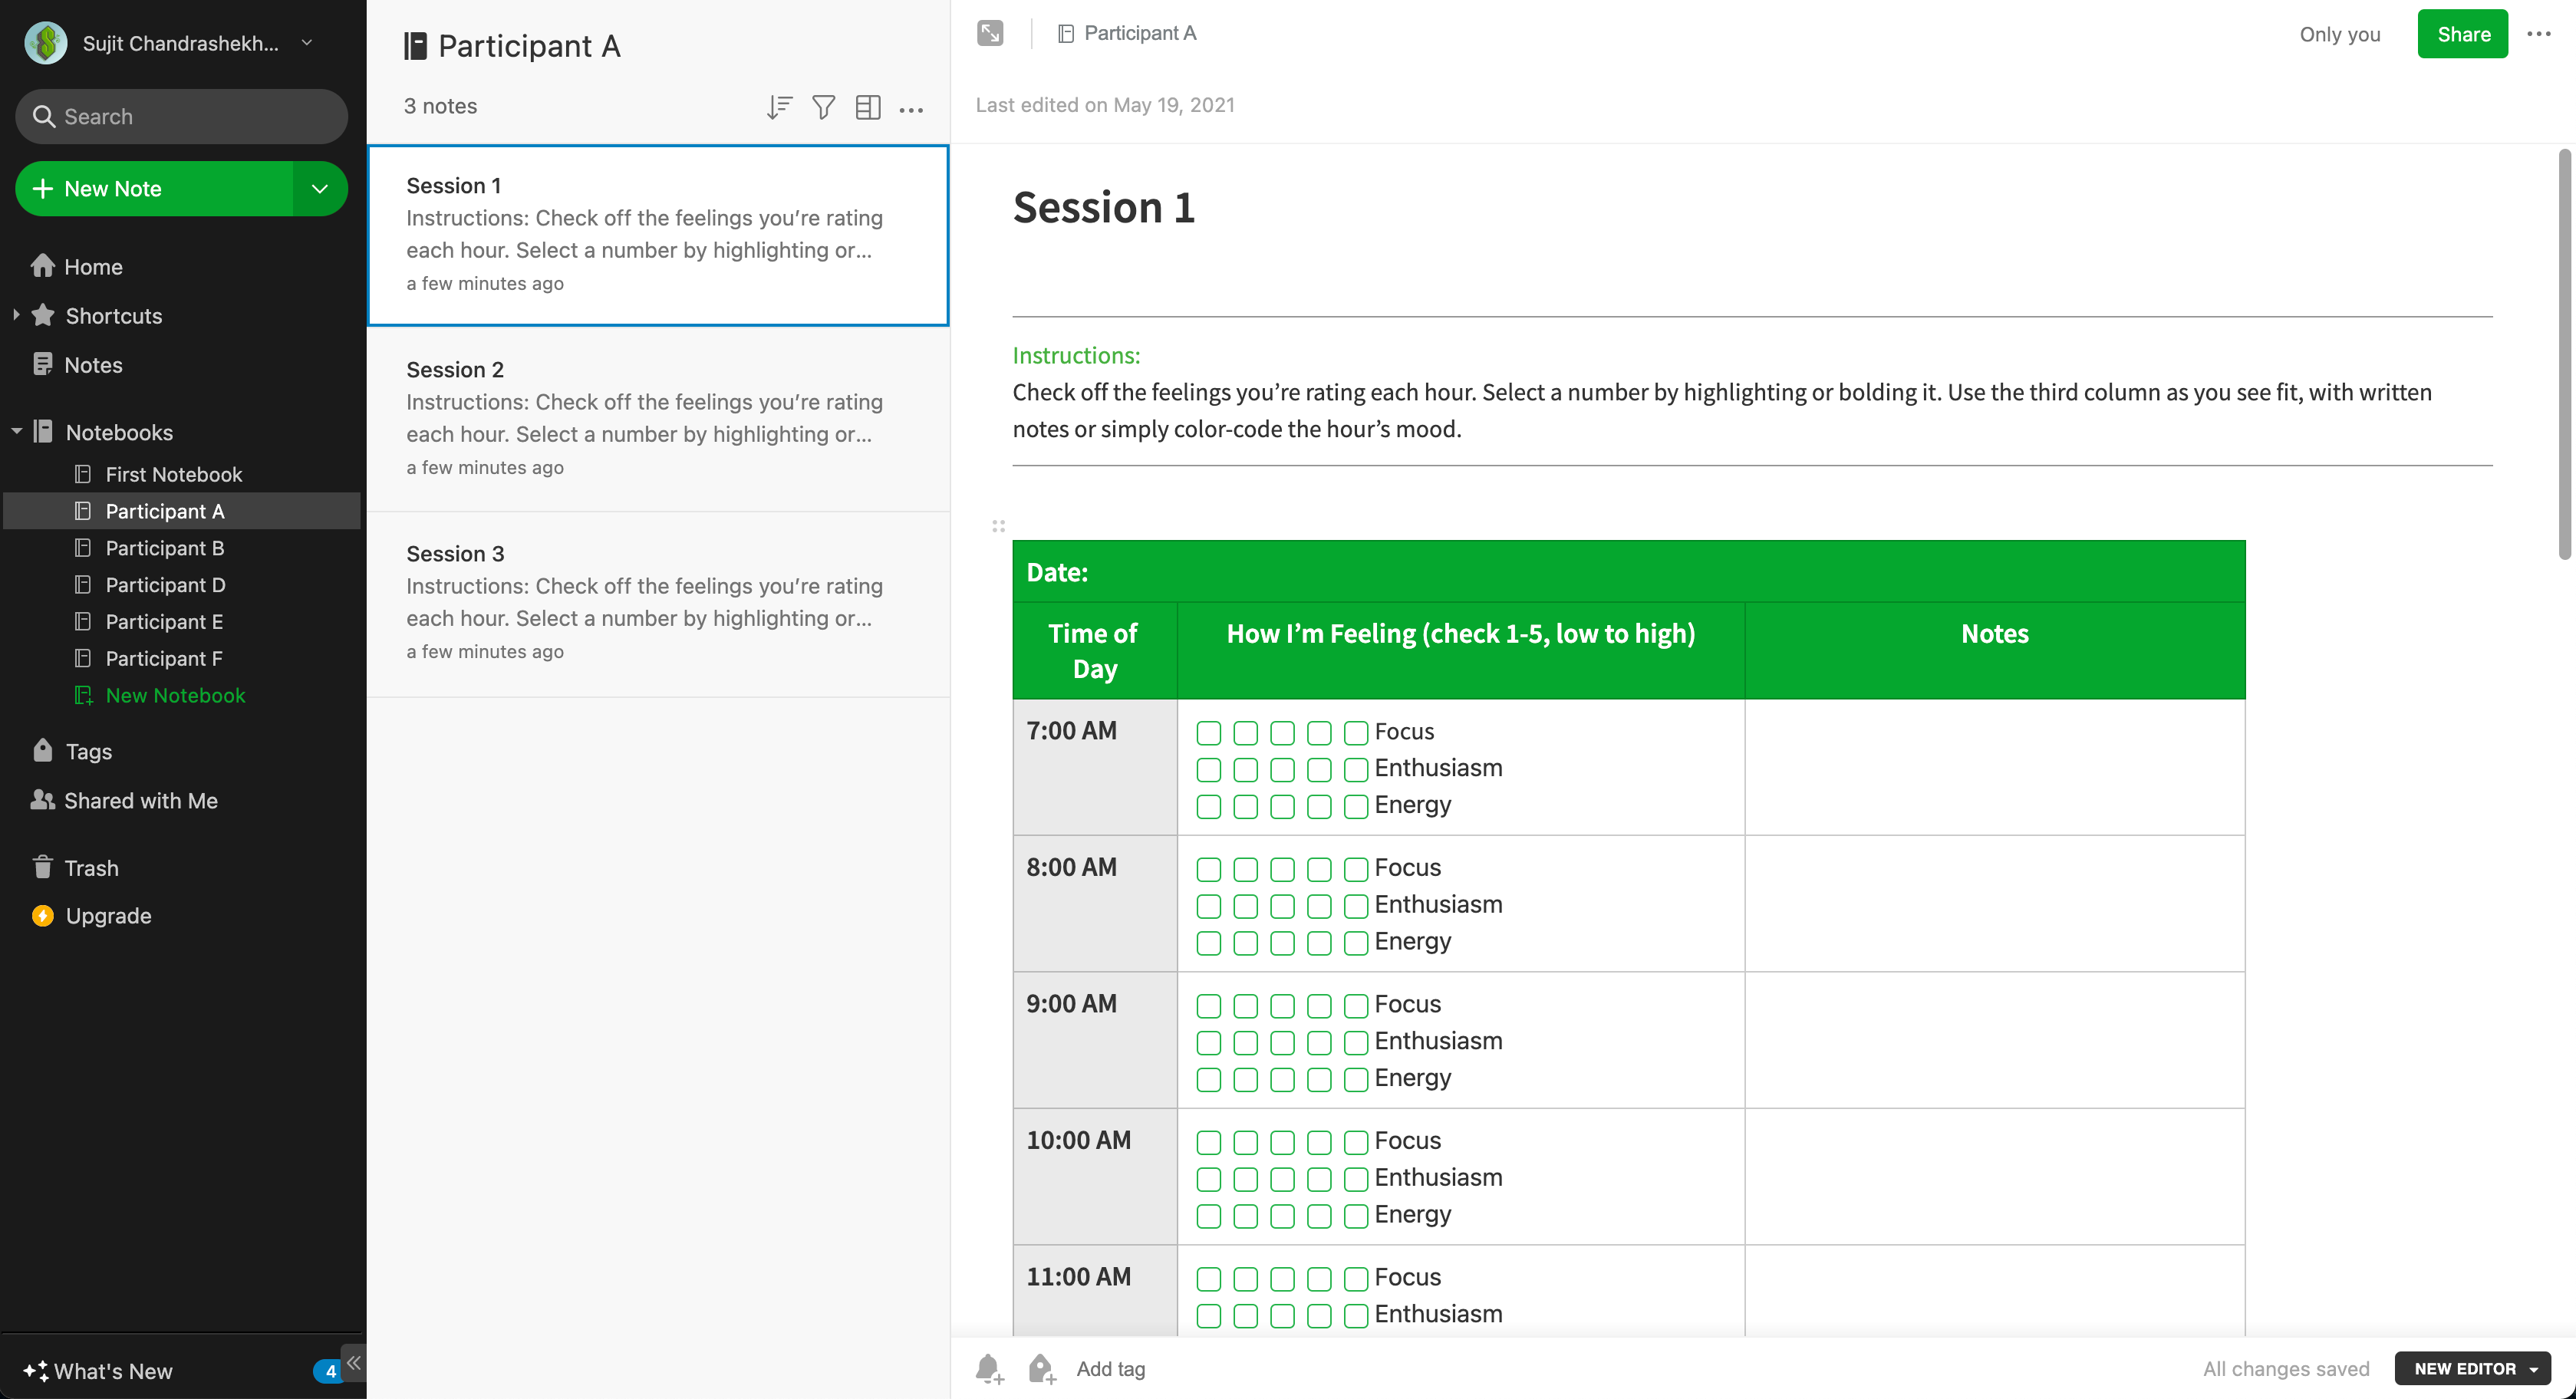 Sujit Chandrashekh...
Search
New Note
Home
Shortcuts
Notes
Notebooks
First Notebook
Participant A
Participant B
Participant D
Participant E
Participant F
New Notebook
Tags
Shared with Me
Trash
Upgrade
What's New
4
Participant A
3 notes
Session 1
Instructions: Check off the feelings you’re rating
each hour. Select a number by highlighting or...
a few minutes ago
Session 2
Instructions: Check off the feelings you’re rating
each hour. Select a number by highlighting or...
a few minutes ago
Session 3
Instructions: Check off the feelings you’re rating
each hour. Select a number by highlighting or...
a few minutes ago
Participant A
Only you
Share
Last edited on May 19, 2021
Session 1
Instructions:
Check off the feelings you’re rating each hour. Select a number by highlighting or bolding it. Use the third column as you see fit, with written
notes or simply color-code the hour’s mood.
Date:
Time of
Day
How I’m Feeling (check 1-5, low to high)
Notes
7:00 AM
Focus
Enthusiasm
Energy
8:00 AM
Focus
Enthusiasm
Energy
9:00 AM
Focus
Enthusiasm
Energy
10:00 AM
Focus
Enthusiasm
Energy
11:00 AM
Focus
Enthusiasm
Add tag
All changes saved
NEW EDITOR